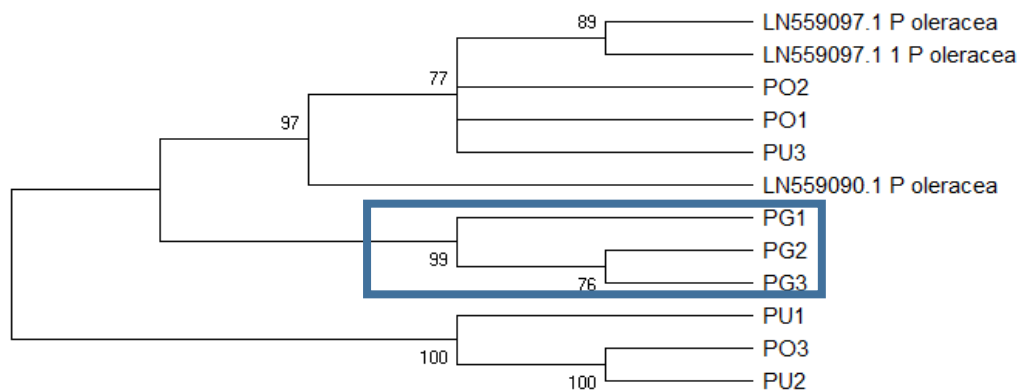 89
LN559097.1 P oleracea
LN559097.1 1 P oleracea
77
PO2
97
PO1
PU3
LN559090.1 P oleracea
PG1
99
PG2
76
PG3
PU1
100
PO3
100
PU2